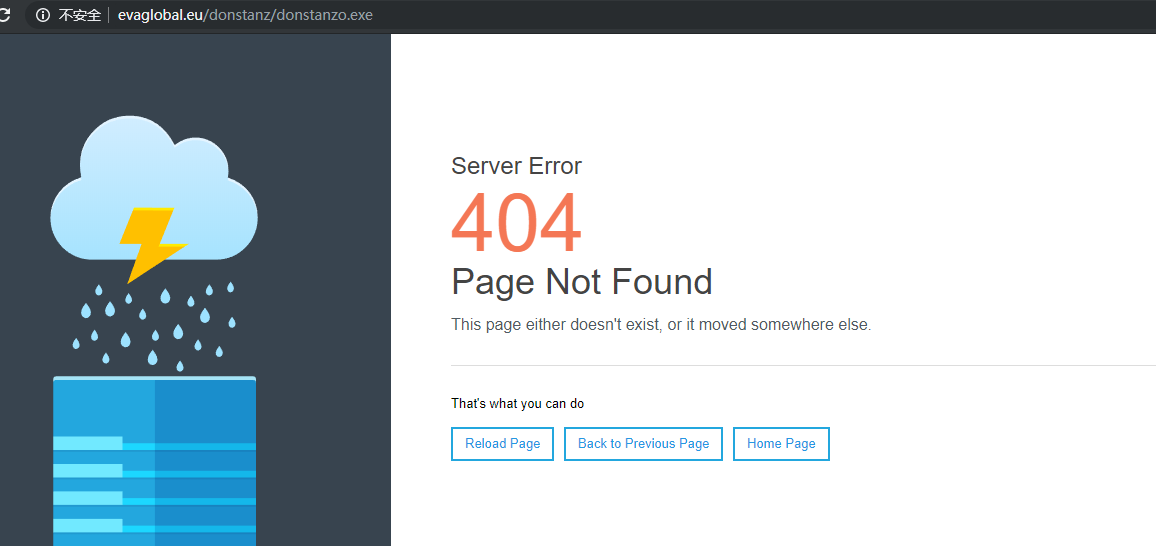 不安全 evaglobal.eu/donstanz/donstanzo.exe
Server Error
404
Page Not Found
This page either doesn't exist, or it moved somewhere else.
That's what you can do
Reload Page Back to Previous Page Home Page